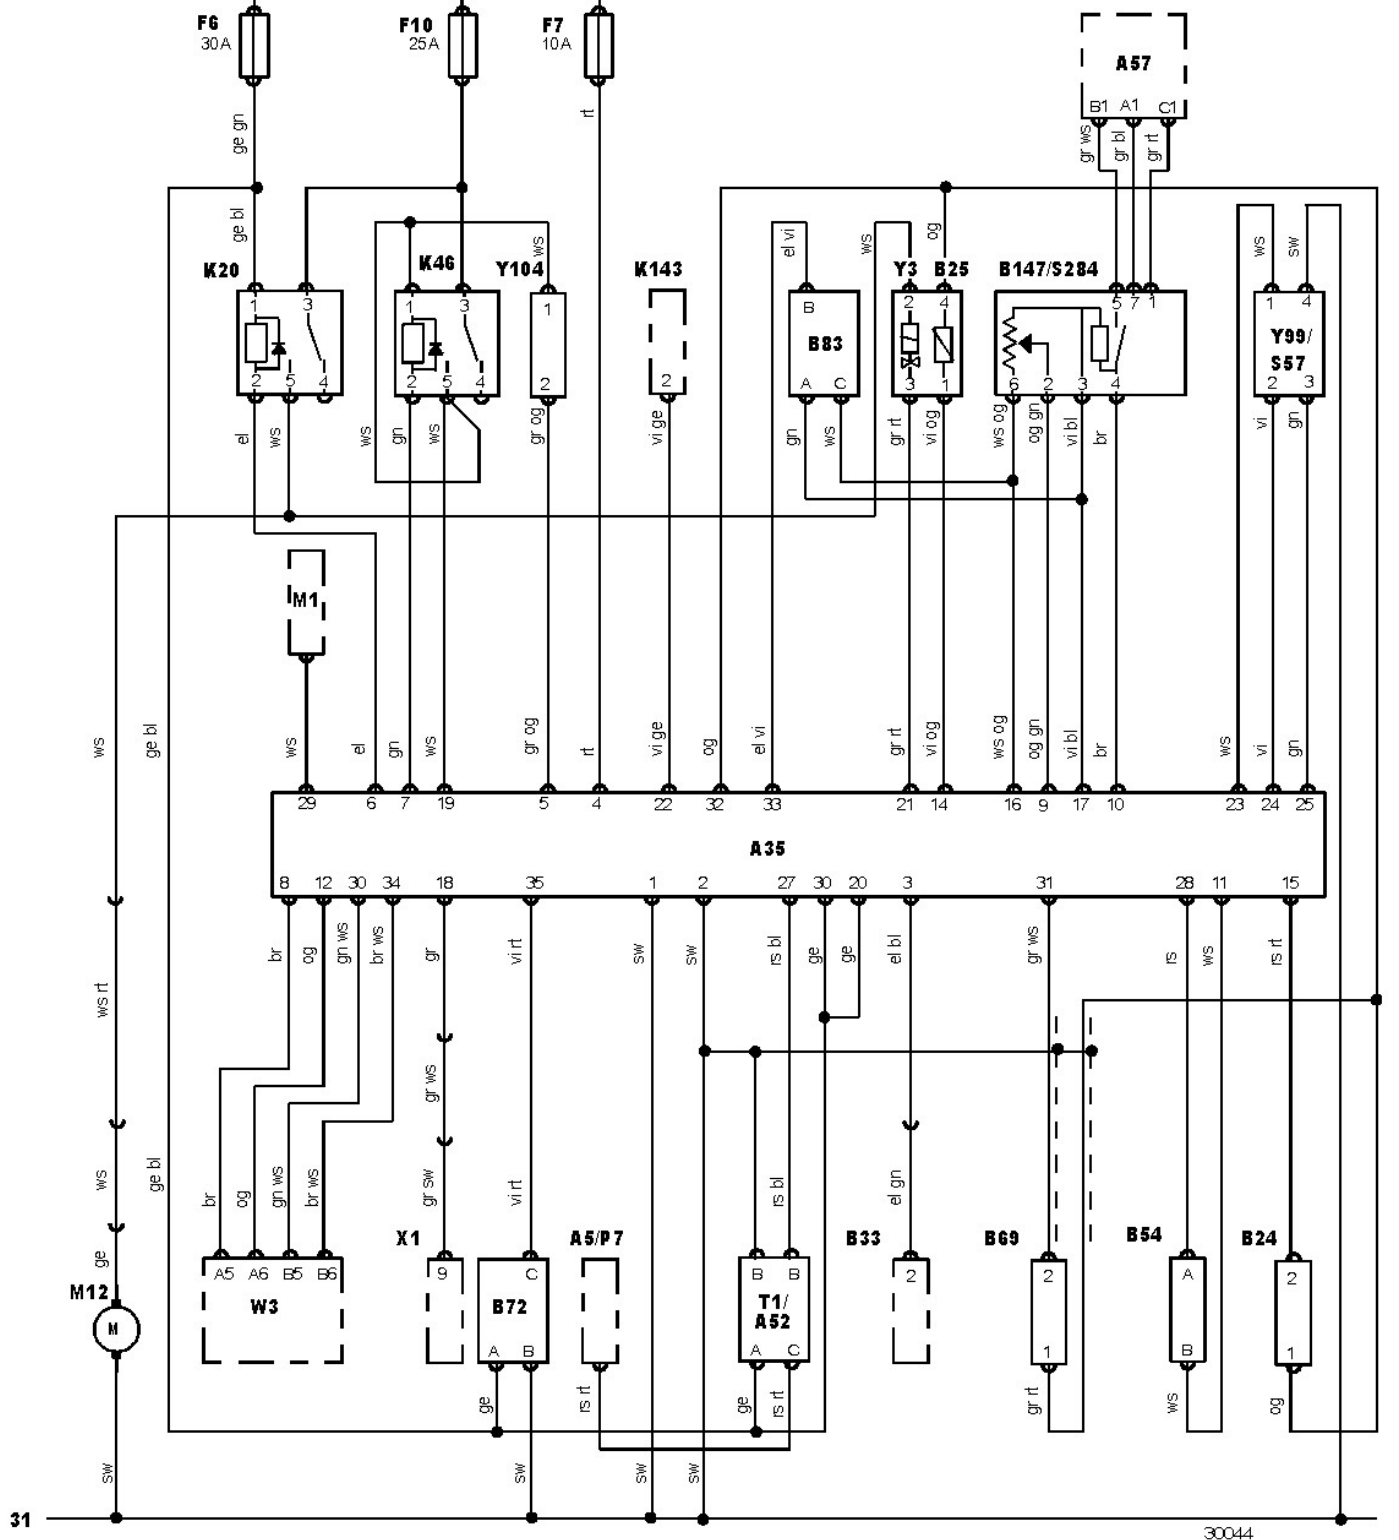 F6 F10 F7
30A 25A 10A
A57
B1 A1 C1
ge gn rt gr ws gr bl gr rt
ge bl ws el vi ws og ws sw
K20 K46 Y104 K143 Y3 B25 B147/S284
1 3 1 3 1 B 2 4 5 7 1 1 4
B83 Y99/
S57
2 5 4 2 5 4 2 2 A C 3 1 6 2 3 4 2 3
el ws ws gn ws gr og vi ge gn ws gr rt vi og ws og og gn vi bl br vi gn
M1
ws ge bl ws el gn ws gr og rt vi ge og el vi gr rt vi og ws og og gn vi bl br ws vi gn
29 6 7 19 5 4 22 32 33 21 14 16 9 17 10 23 24 25
A35
8 12 30 34 18 35 1 2 27 30 20 3 31 28 11 15
br og gn ws br ws gr vi rt sw sw rs bl ge ge el bl gr ws rs ws rs rt
ws rt
gr ws
ws ge bl br og gn ws br ws gr sw vi rt rs bl el gn
X1 A5/P7 B33 B69 B54 B24
ge
A5 A6 B5 B6 9 C B B 2 2 A 2
M12
W3 B72 T1/
A52
M
A B A C 1 B 1
ge rs rt ge rs rt gr rt ws og
sw sw sw sw
31
30044